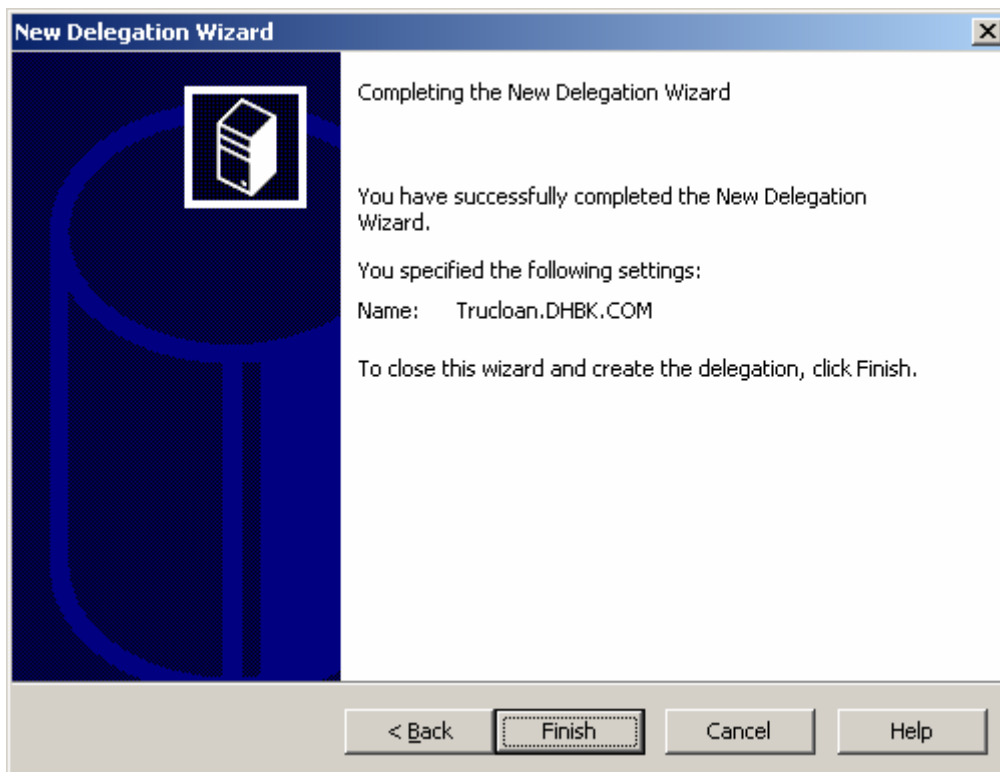 New Delegation Wizard
Completing the New Delegation Wizard
You have successfully completed the New Delegation
Wizard.
You specified the following settings:
Name: Trucloan.DHBK.COM
To close this wizard and create the delegation, click Finish.
< Back Finish Cancel Help